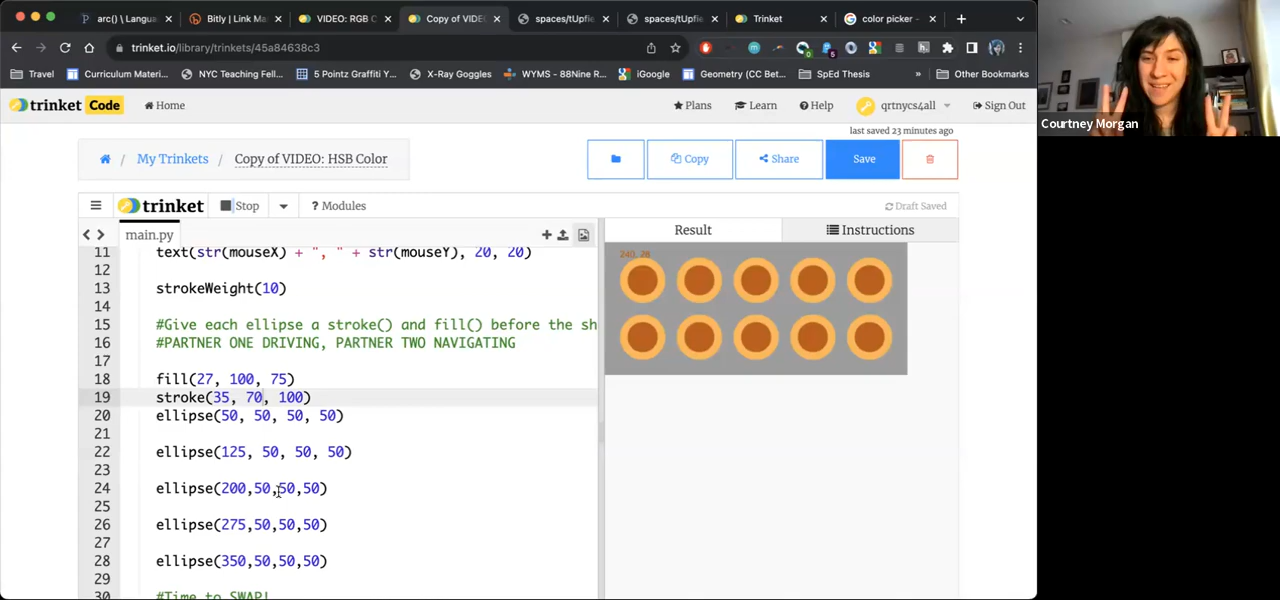 arc() \ Langua
Bitly | Link Ma
VIDEO: RGB C
Copy of VIDEO
spaces/tUpfie
spaces/tUpfie
Trinket
color picker -
trinket.io/library/trinkets/45a84638c3
Travel
Curriculum Materi...
NYC Teaching Fell...
5 Pointz Graffiti Y...
X-Ray Goggles
WYMS - 88Nine R...
iGoogle
Geometry (CC Bet...
SpEd Thesis
»
Other Bookmarks
Courtney Morgan
trinket Code
Home
Plans
Learn
Help
qrtnycs4all
Sign Out
last saved 23 minutes ago
/ My Trinkets / Copy of VIDEO: HSB Color
Copy
Share
Save
trinket
Stop
? Modules
Draft Saved
main.py
Result
Instructions
11 text(str(mouseX) + ", " + str(mouseY), 20, 20)
12
13 strokeWeight(10)
14
15 #Give each ellipse a stroke() and fill() before the sh
16 #PARTNER ONE DRIVING, PARTNER TWO NAVIGATING
17
18 fill(27, 100, 75)
19 stroke(35, 70, 100)
20 ellipse(50, 50, 50, 50)
21
22 ellipse(125, 50, 50, 50)
23
24 ellipse(200,50,50,50)
25
26 ellipse(275,50,50,50)
27
28 ellipse(350,50,50,50)
29
30 #Time to SWAP!
240, 28